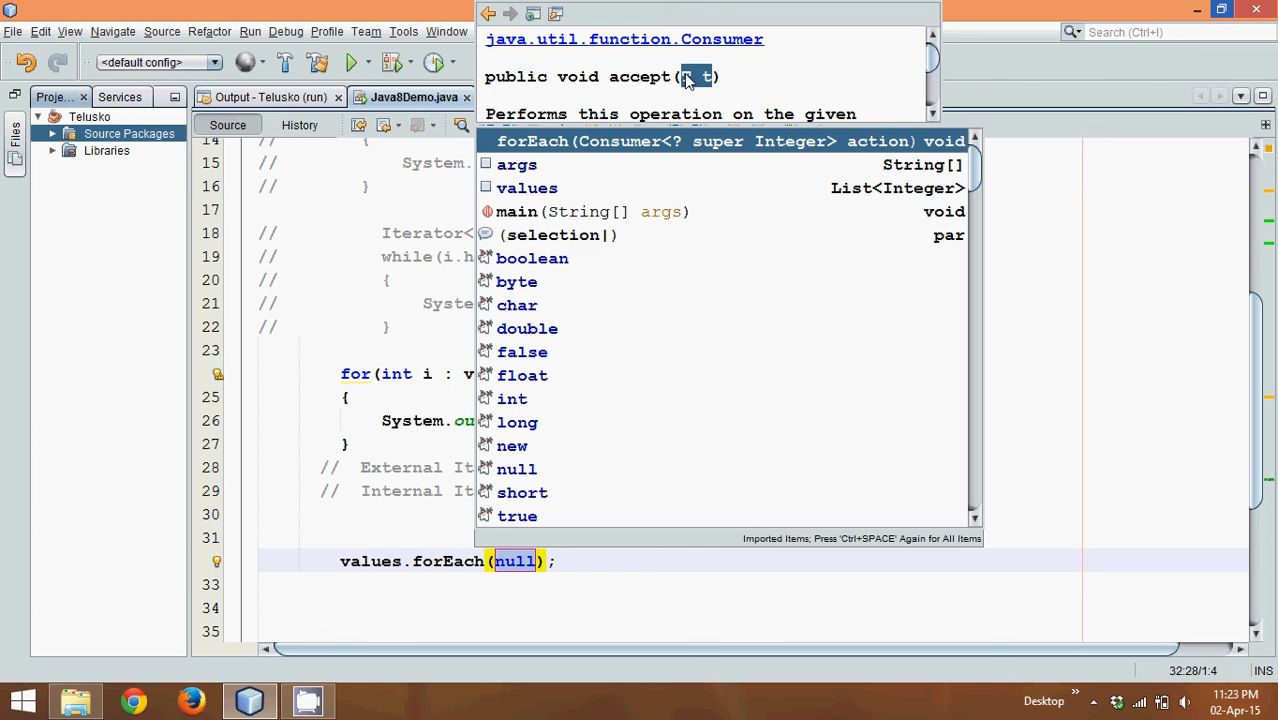 File Edit View Navigate Source Refactor Run Debug Profile Team Tools Window
Search (Ctrl+I)
<default config>
Proje... Services
Output - Telusko (run) Java8Demo.java
Source History
Files
Telusko
Source Packages
Libraries
java.util.function.Consumer
public void accept( t)
Performs this operation on the given
forEach(Consumer<? super Integer> action) void
args String[]
values List<Integer>
main(String[] args) void
(selection|) par
boolean
byte
char
double
false
float
int
long
new
null
short
true
Imported Items; Press 'Ctrl+SPACE' Again for All Items
14 // {
15 // System.
16 // }
17
18 // Iterator<
19 // while(i.h
20 // {
21 // Syste
22 // }
23
for(int i : v
25 {
26 System.ou
27 }
28 // External It
29 // Internal It
30
31
values.forEach(null);
33
34
35
32:28/1:4 INS
Desktop
11:23 PM
02-Apr-15